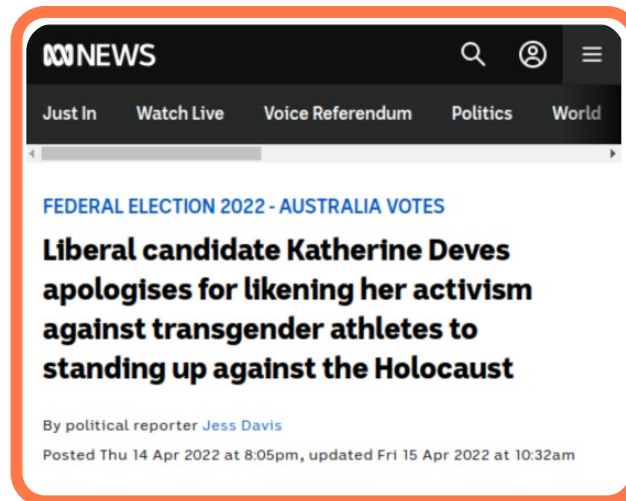 NEWS
Just In Watch Live Voice Referendum Politics World
FEDERAL ELECTION 2022 - AUSTRALIA VOTES
Liberal candidate Katherine Deves
apologises for likening her activism
against transgender athletes to
standing up against the Holocaust
By political reporter Jess Davis
Posted Thu 14 Apr 2022 at 8:05pm, updated Fri 15 Apr 2022 at 10:32am